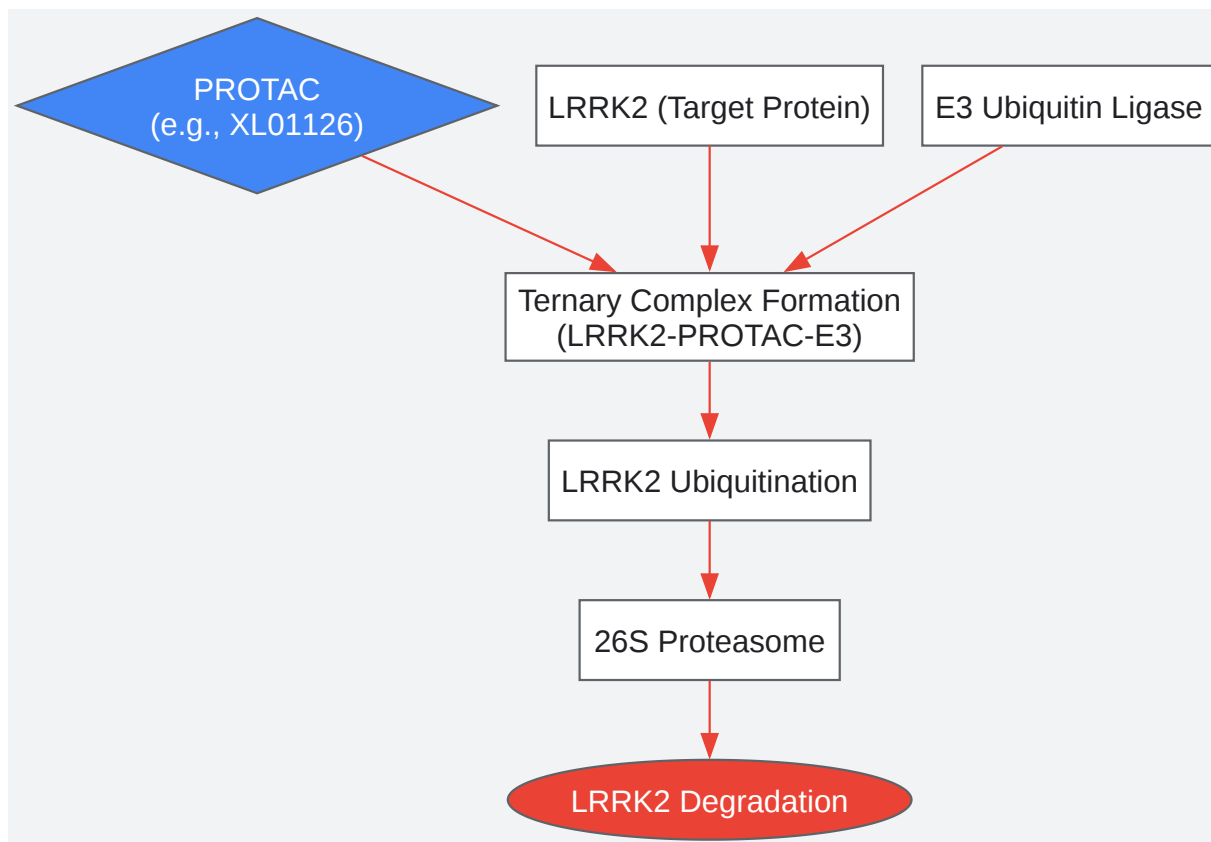 PROTAC
(e.g., XL01126)
LRRK2 (Target Protein)
E3 Ubiquitin Ligase
Ternary Complex Formation
(LRRK2-PROTAC-E3)
LRRK2 Ubiquitination
26S Proteasome
LRRK2 Degradation